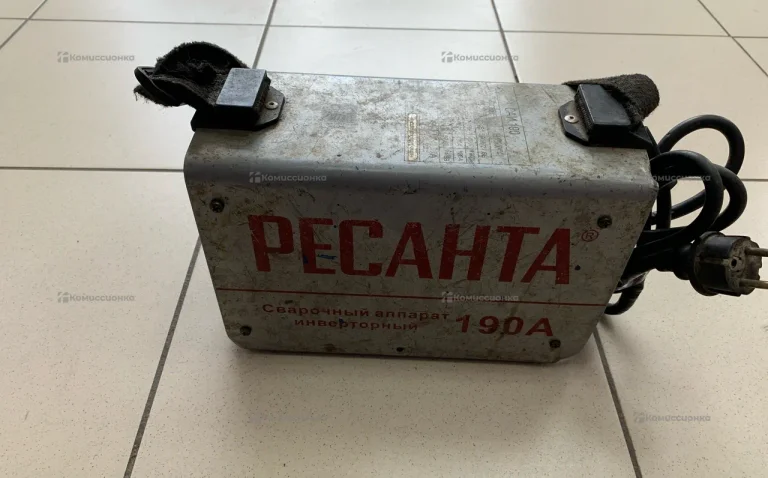 Комиссионка
Комиссионка
Комиссионка
Комиссионка
РЕСАНТА®
Комиссионка
Комиссионка
Сварочный аппарат
инверторный 190А
Комиссионка